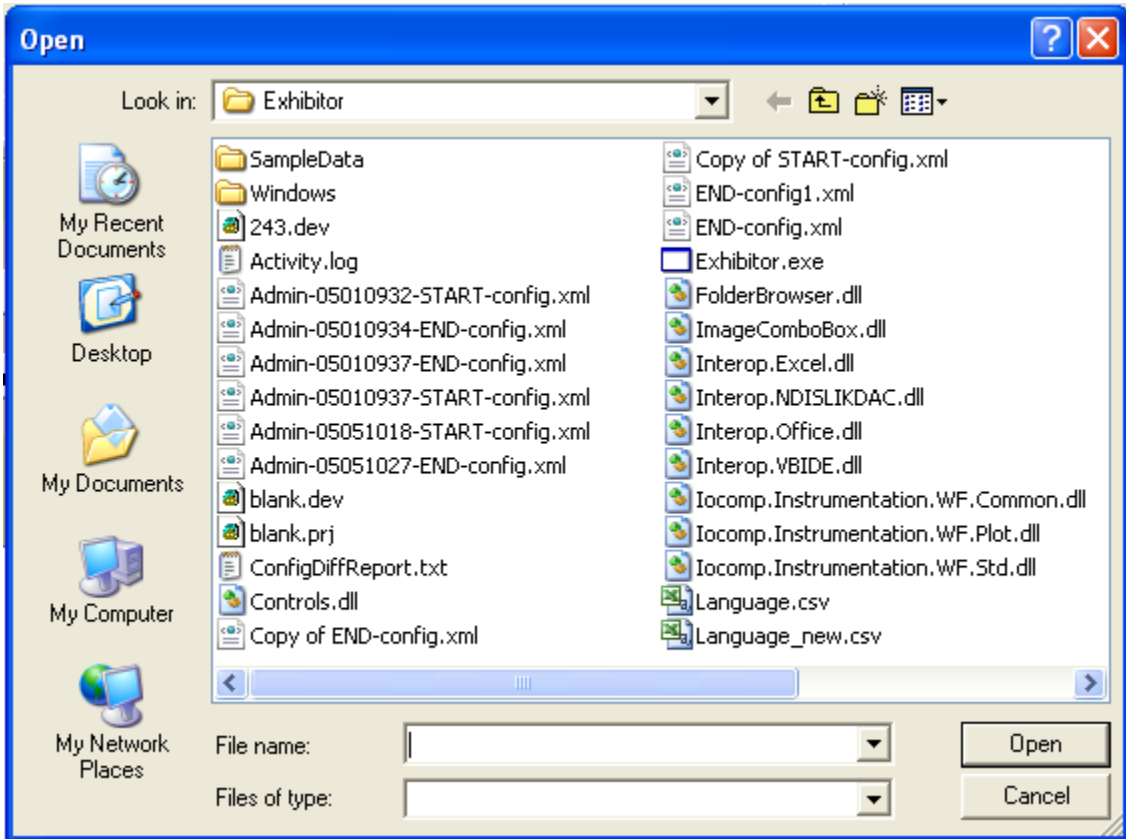 Open
Look in:
Exhibitor
My Recent
Documents
Desktop
My Documents
My Computer
My Network
Places
SampleData
Windows
243.dev
Activity.log
Admin-05010932-START-config.xml
Admin-05010934-END-config.xml
Admin-05010937-END-config.xml
Admin-05010937-START-config.xml
Admin-05051018-START-config.xml
Admin-05051027-END-config.xml
blank.dev
blank.prj
ConfigDiffReport.txt
Controls.dll
Copy of END-config.xml
Copy of START-config.xml
END-config1.xml
END-config.xml
Exhibitor.exe
FolderBrowser.dll
ImageComboBox.dll
Interop.Excel.dll
Interop.NDISLIKDAC.dll
Interop.Office.dll
Interop.VBIDE.dll
Iocomp.Instrumentation.WF.Common.dll
Iocomp.Instrumentation.WF.Plot.dll
Iocomp.Instrumentation.WF.Std.dll
Language.csv
Language_new.csv
File name:
Open
Files of type:
Cancel